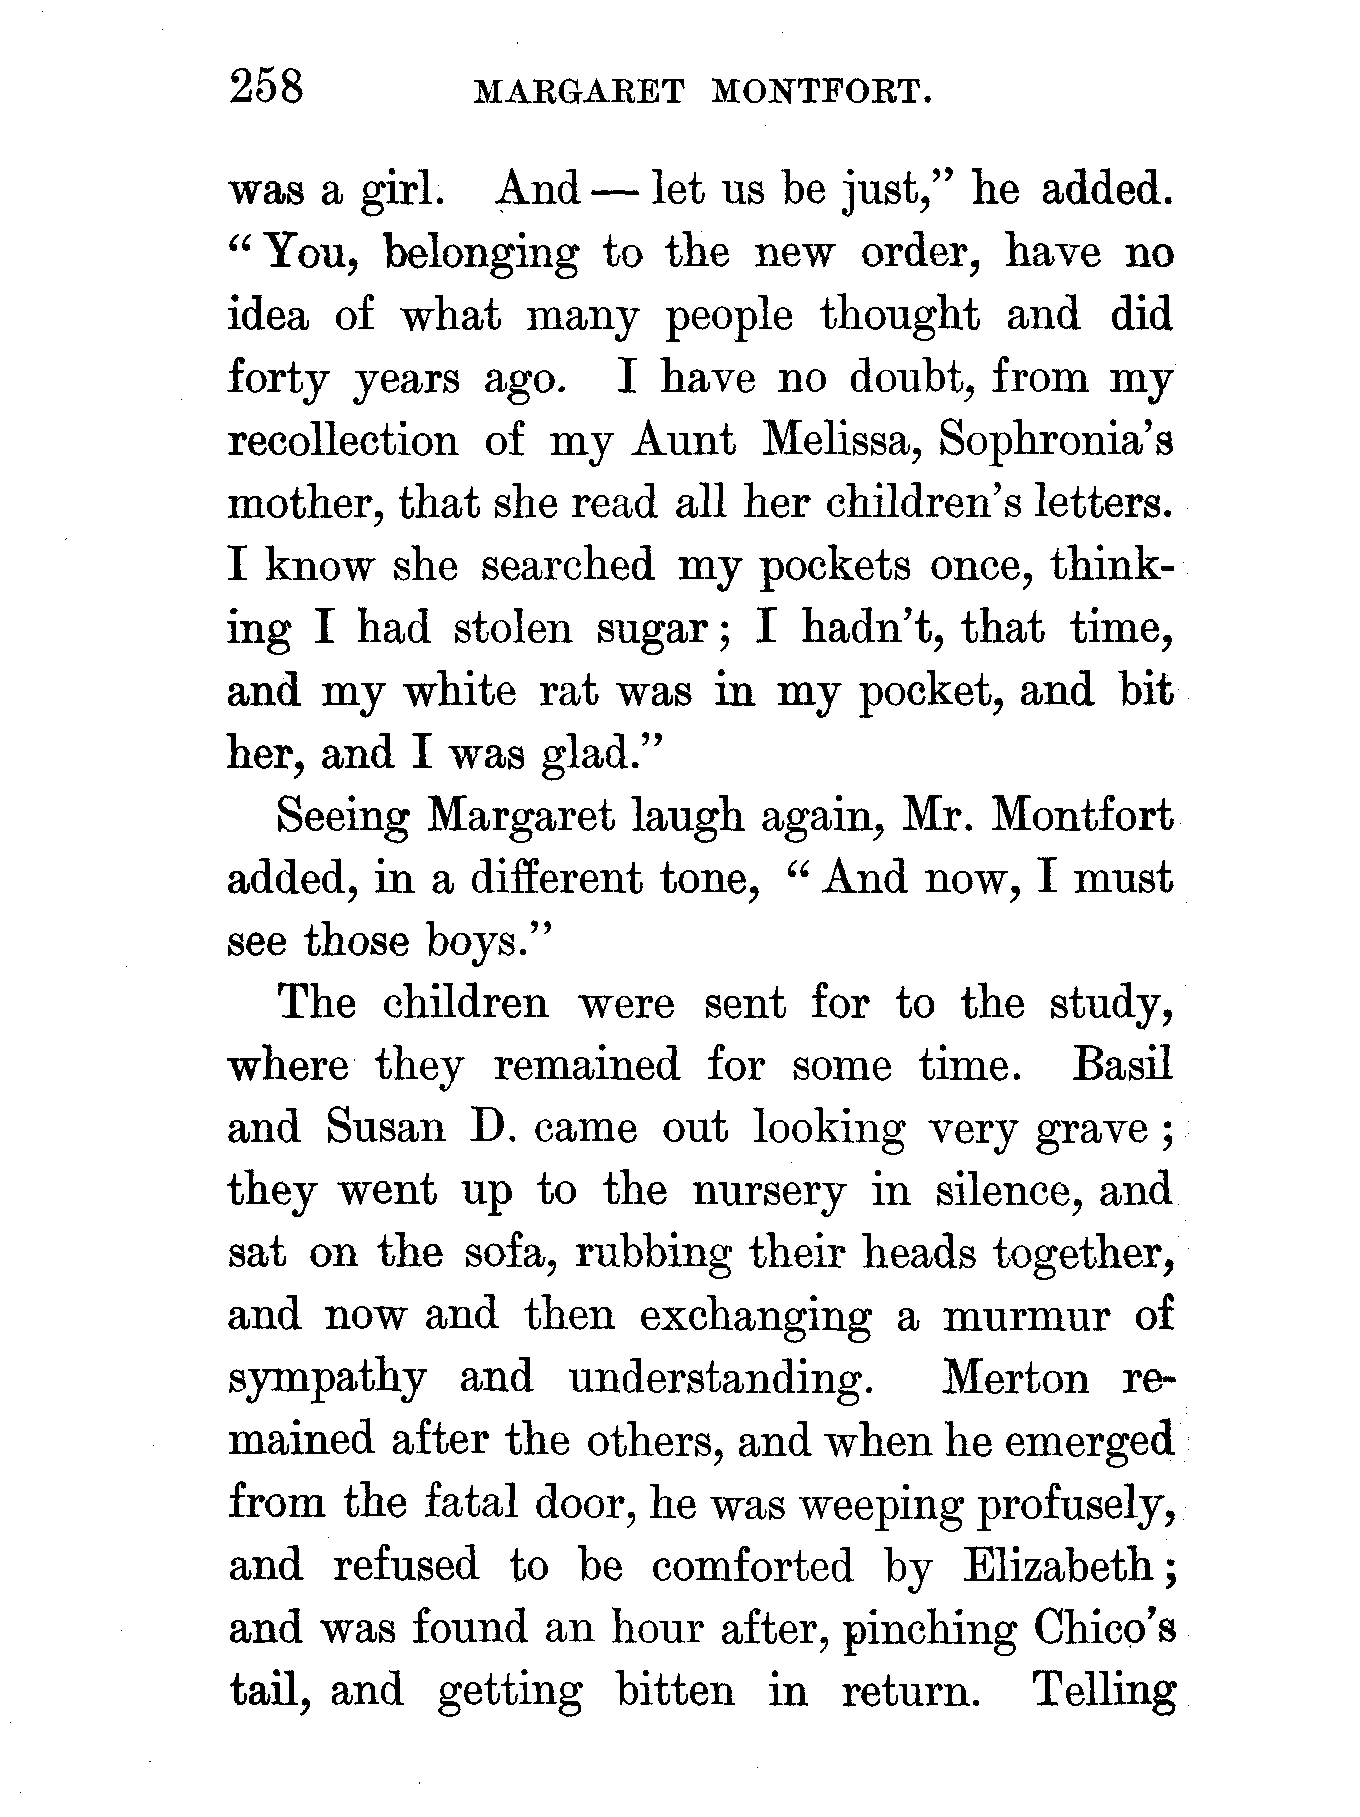 258 MARGARET MONTFORT.
was a girl. And — let us be just,” he added.
“ You, belonging to the new order, have no
idea of what many people thought and did
forty years ago. I have no doubt, from my
recollection of my Aunt Melissa, Sophronia’s
mother, that she read all her children’s letters.
I know she searched my pockets once, think-
ing I had stolen sugar ; I hadn’t, that time,
and my white rat was in my pocket, and bit
her, and I was glad.”
Seeing Margaret laugh again, Mr. Montfort
added, in a different tone, “ And now, I must
see those boys.”
The children were sent for to the study,
where they remained for some time. Basil
and Susan D. came out looking very grave ;
they went up to the nursery in silence, and
sat on the sofa, rubbing their heads together,
and now and then exchanging a murmur of
sympathy and understanding. Merton re-
mained after the others, and when he emerged
from the fatal door, he was weeping profusely,
and refused to be comforted by Elizabeth ;
and was found an hour after, pinching Chico’s
tail, and getting bitten in return. Telling